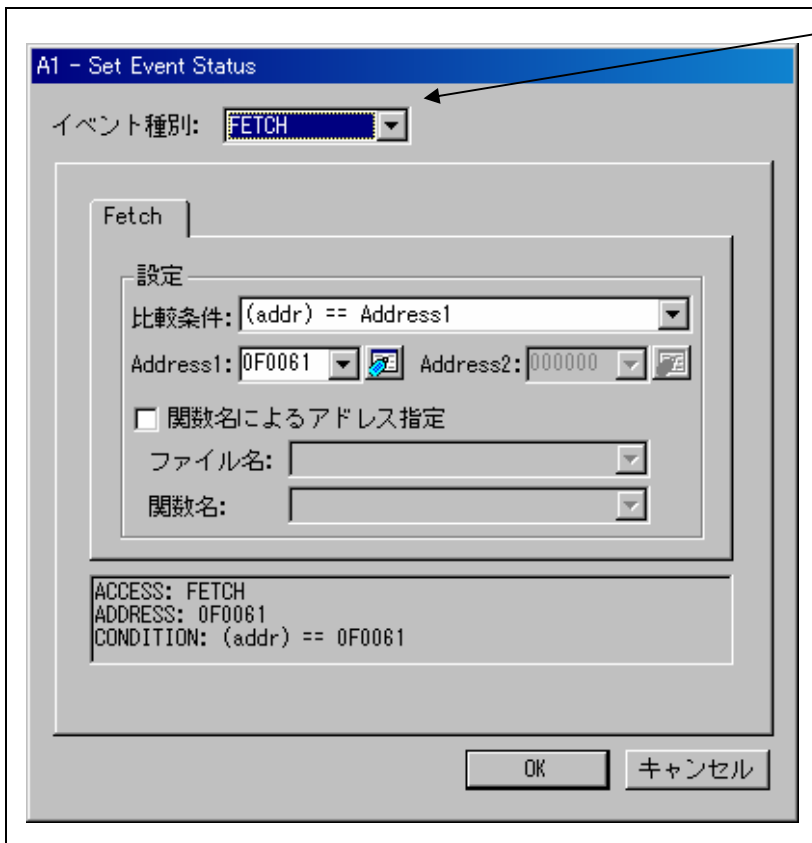 A1 - Set Event Status
イベント種別: FETCH
Fetch
設定
比較条件: (addr) == Address1
Address1: 0F0061 Address2: 000000
関数名によるアドレス指定
ファイル名:
関数名:
ACCESS: FETCH
ADDRESS: 0F0061
CONDITION: (addr) == 0F0061
OK キャンセル